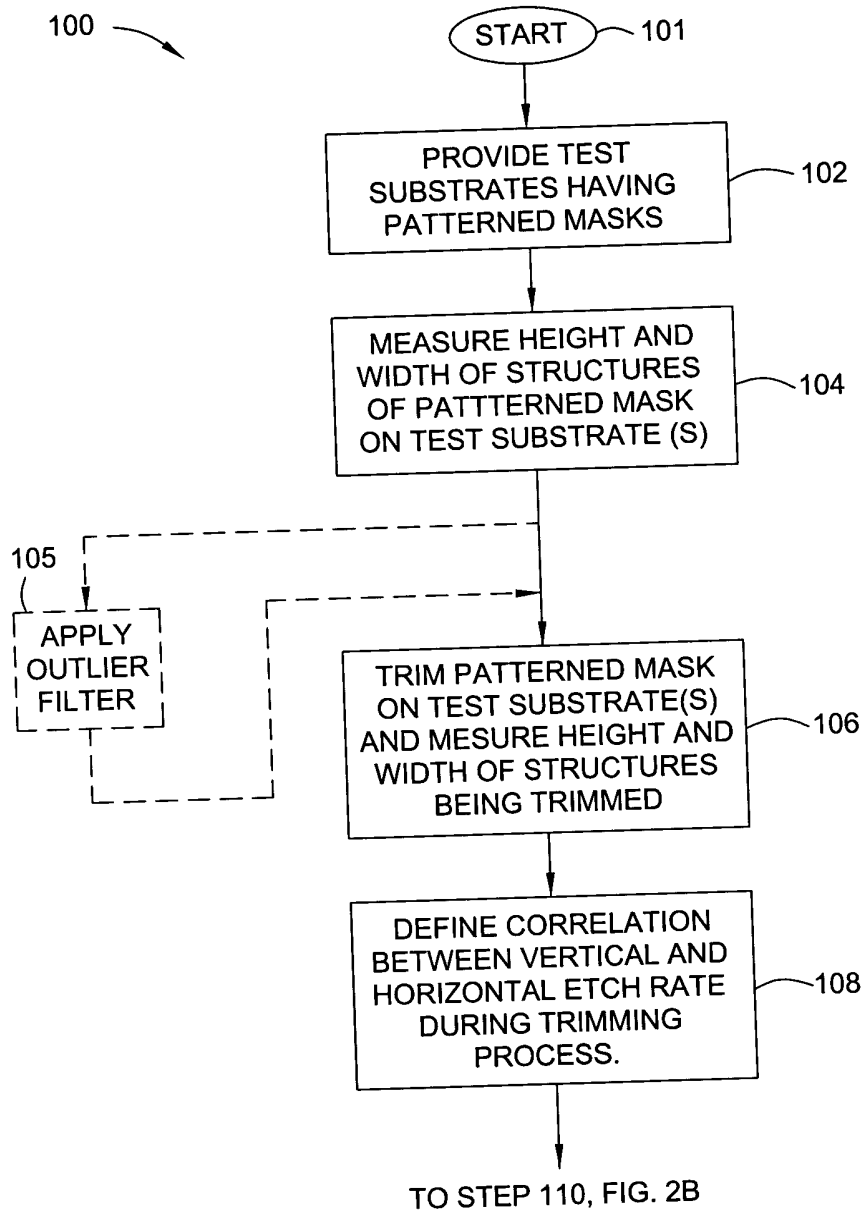 100
START
101
PROVIDE TEST
SUBSTRATES HAVING
PATTERNED MASKS
102
MEASURE HEIGHT AND
WIDTH OF STRUCTURES
OF PATTTERNED MASK
ON TEST SUBSTRATE (S)
104
105
APPLY
OUTLIER
FILTER
TRIM PATTERNED MASK
ON TEST SUBSTRATE(S)
AND MESURE HEIGHT AND
WIDTH OF STRUCTURES
BEING TRIMMED
106
DEFINE CORRELATION
BETWEEN VERTICAL AND
HORIZONTAL ETCH RATE
DURING TRIMMING
PROCESS.
108
TO STEP 110, FIG. 2B